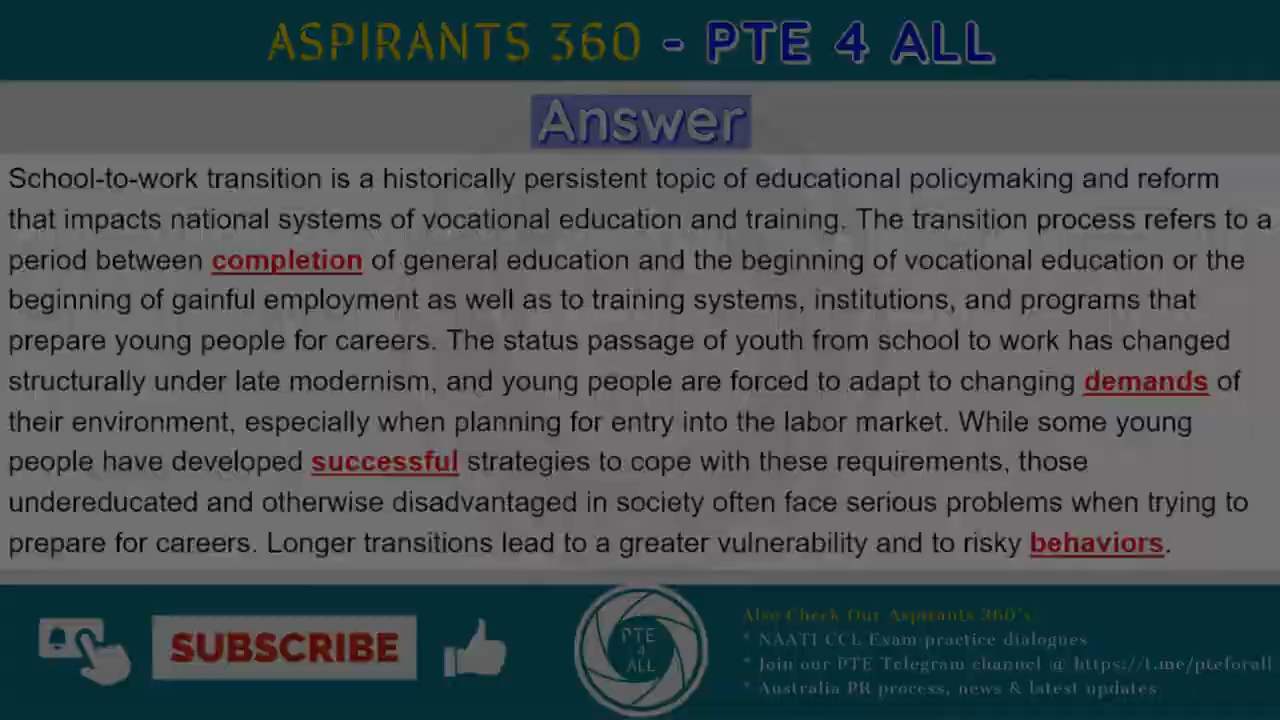 ASPIRANTS 360 - PTE 4 ALL
Answer
School-to-work transition is a historically persistent topic of educational policymaking and reform
that impacts national systems of vocational education and training. The transition process refers to a
period between completion of general education and the beginning of vocational education or the
beginning of gainful employment as well as to training systems, institutions, and programs that
prepare young people for careers. The status passage of youth from school to work has changed
structurally under late modernism, and young people are forced to adapt to changing demands of
their environment, especially when planning for entry into the labor market. While some young
people have developed successful strategies to cope with these requirements, those
undereducated and otherwise disadvantaged in society often face serious problems when trying to
prepare for careers. Longer transitions lead to a greater vulnerability and to risky behaviors.
SUBSCRIBE
PTE
4
ALL
Also Check Our Aspirants 360's
* NAATI CCL Exam practice dialogues
* Join our PTE Telegram channel @ https://t.me/pteforall
* Australia PR process, news & latest updates